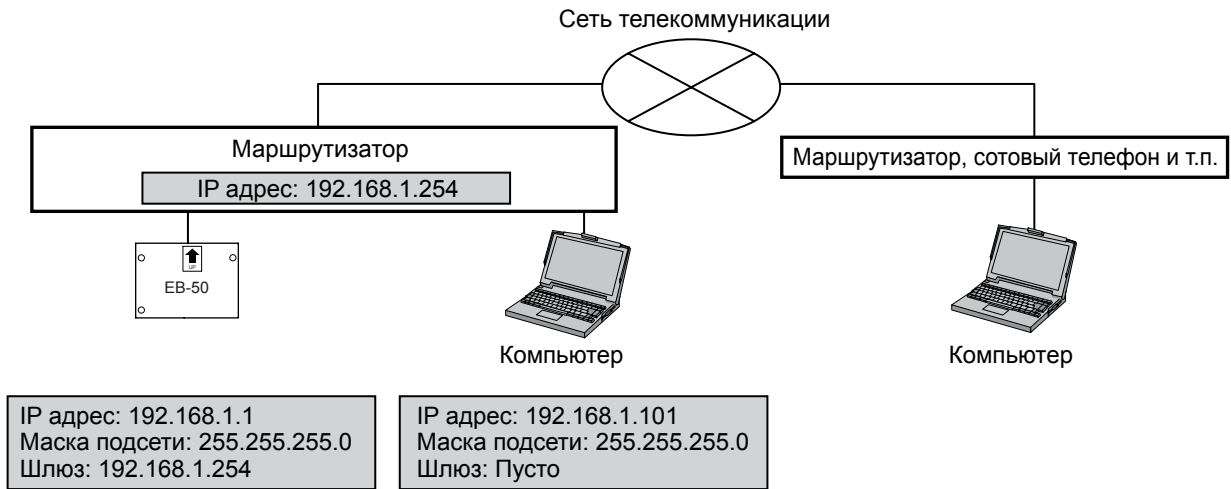 Сеть телекоммуникации
Маршрутизатор
IP адрес: 192.168.1.254
Маршрутизатор, сотовый телефон и т.п.
UP
EB-50
Компьютер
Компьютер
IP адрес: 192.168.1.1
Маска подсети: 255.255.255.0
Шлюз: 192.168.1.254
IP адрес: 192.168.1.101
Маска подсети: 255.255.255.0
Шлюз: Пусто